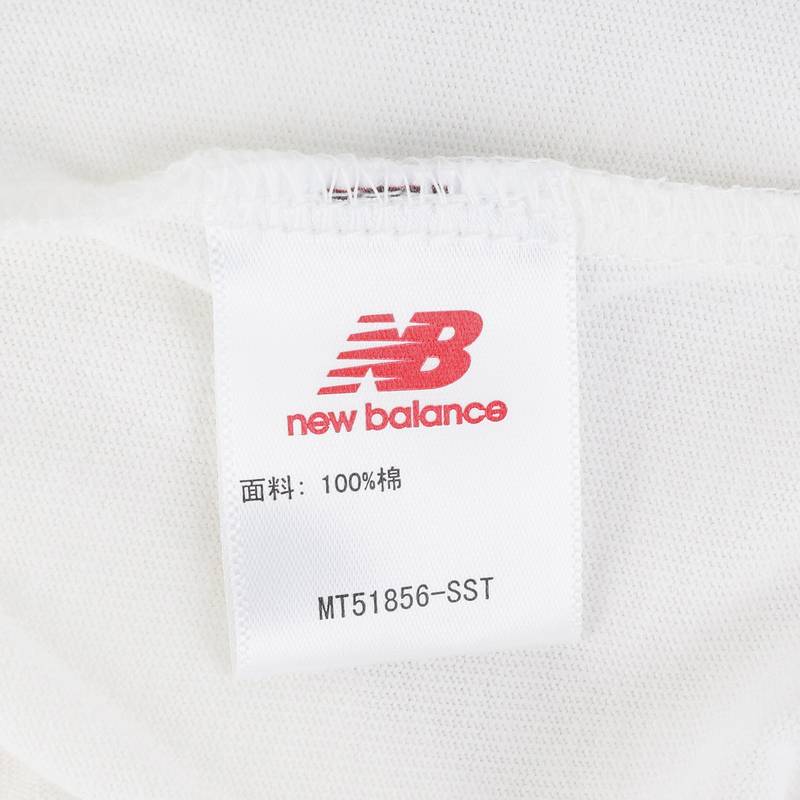 NB
new balance
面料: 100%棉
MT51856-SST